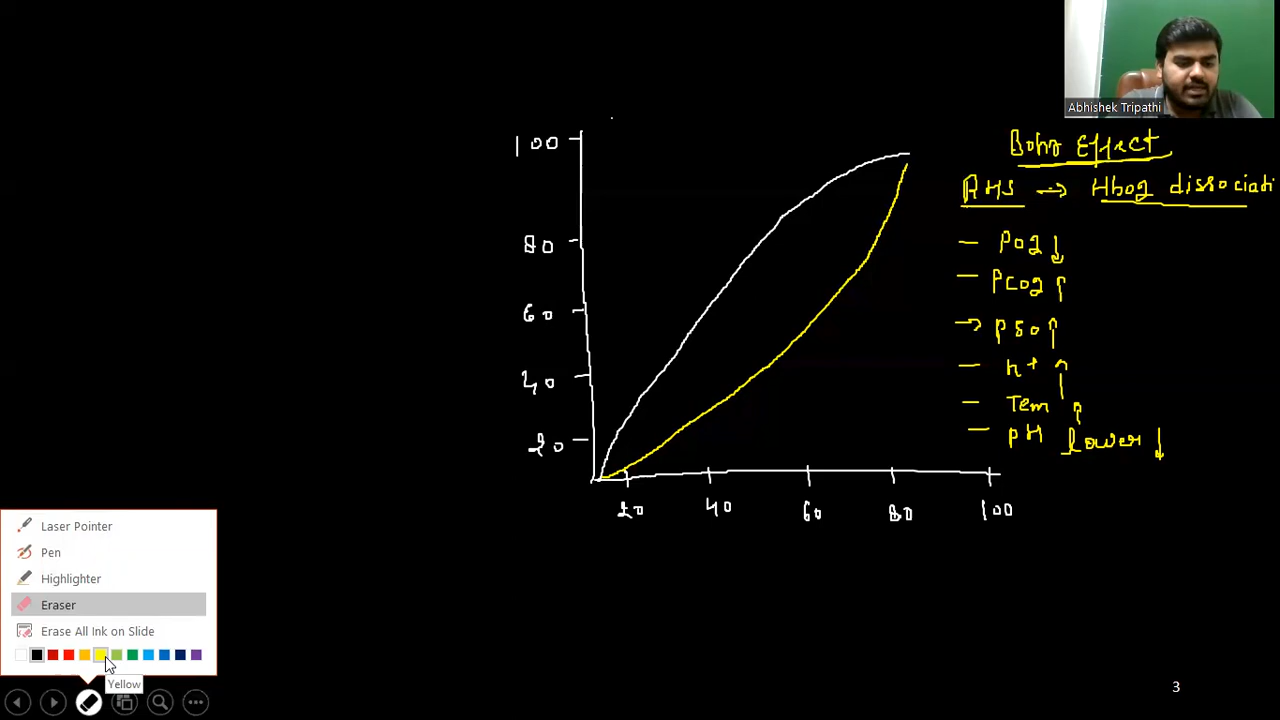 Abhishek Tripathi
Bohr Effect
RHS → HbO2 dissociati
100
80
60
40
20
20 40 60 80 100
– PO2 ↓
– PCO2 ↑
→ P50 ↑
– H+ ↑
– Tem ↑
– pH Lower ↓
Laser Pointer
Pen
Highlighter
Eraser
Erase All Ink on Slide
Yellow
3